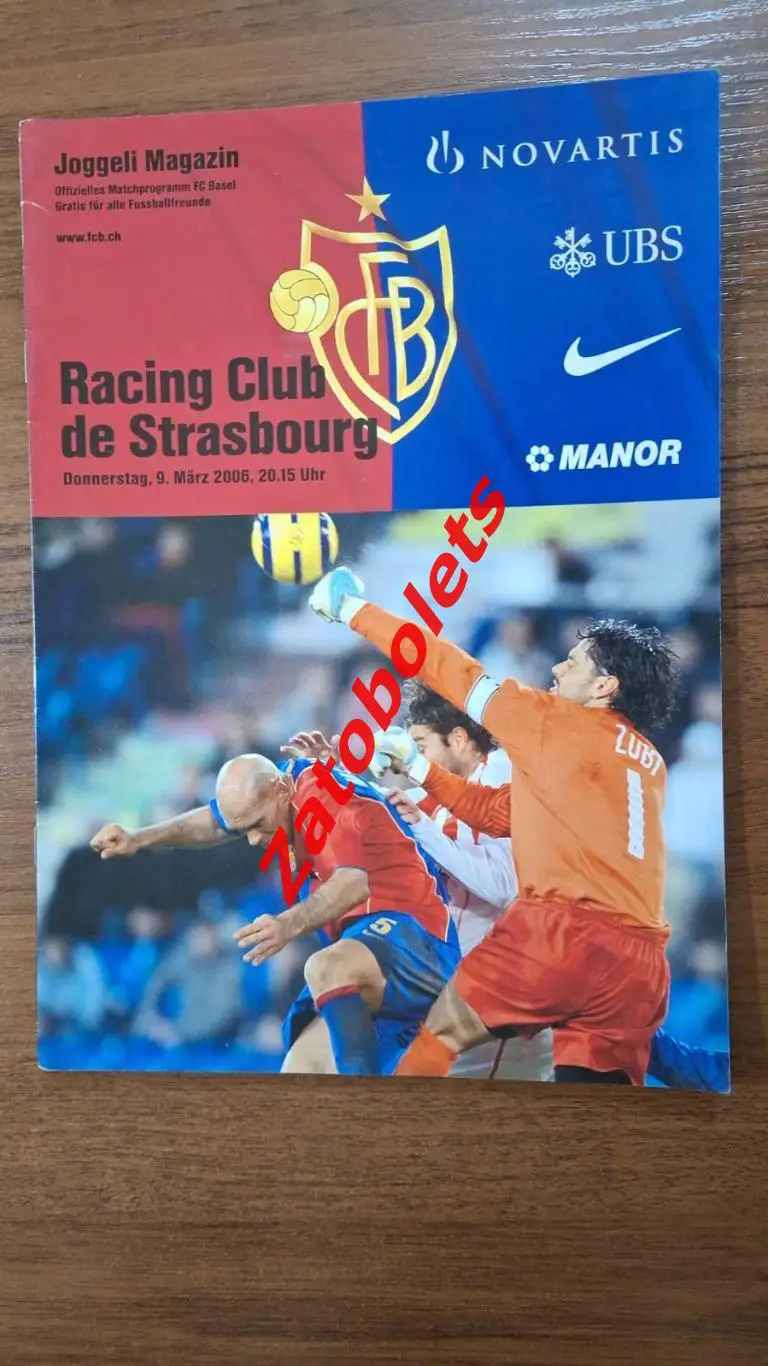 Joggeli Magazin
Offizielles Matchprogramm FC Basel
Gratis für alle Fussballfreunde
www.fcb.ch
NOVARTIS
UBS
FCB
Racing Club
de Strasbourg
MANOR
Donnerstag, 9. März 2006, 20.15 Uhr
Zatobolets
ZUBI
1
5